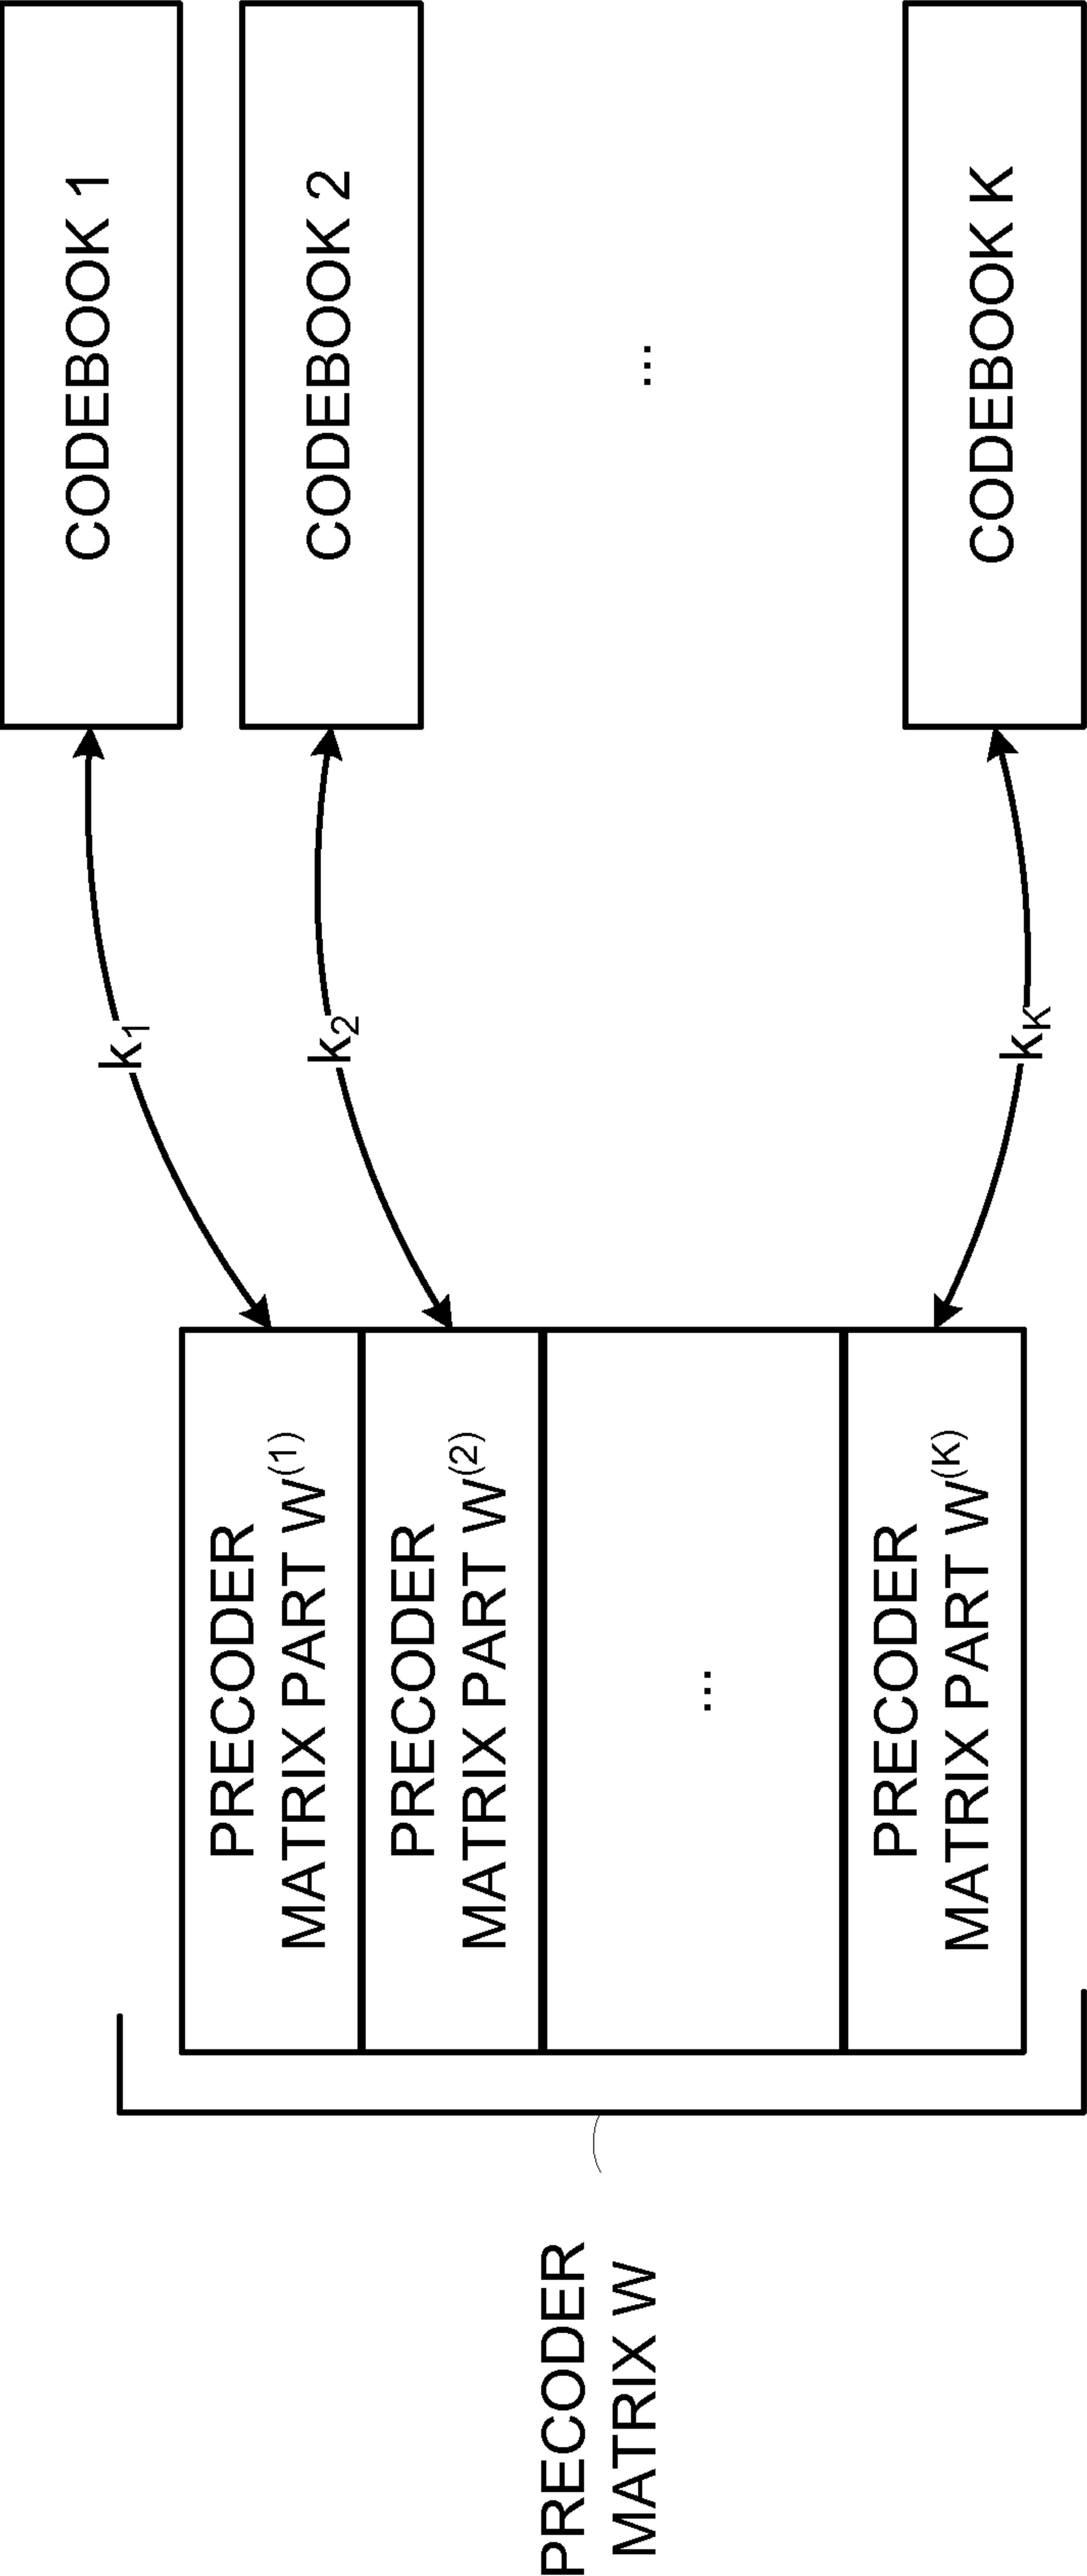 PRECODER
MATRIX W
PRECODER
MATRIX PART W(1)
PRECODER
MATRIX PART W(2)
...
PRECODER
MATRIX PART W(K)
k1
k2
kK
CODEBOOK 1
CODEBOOK 2
...
CODEBOOK K